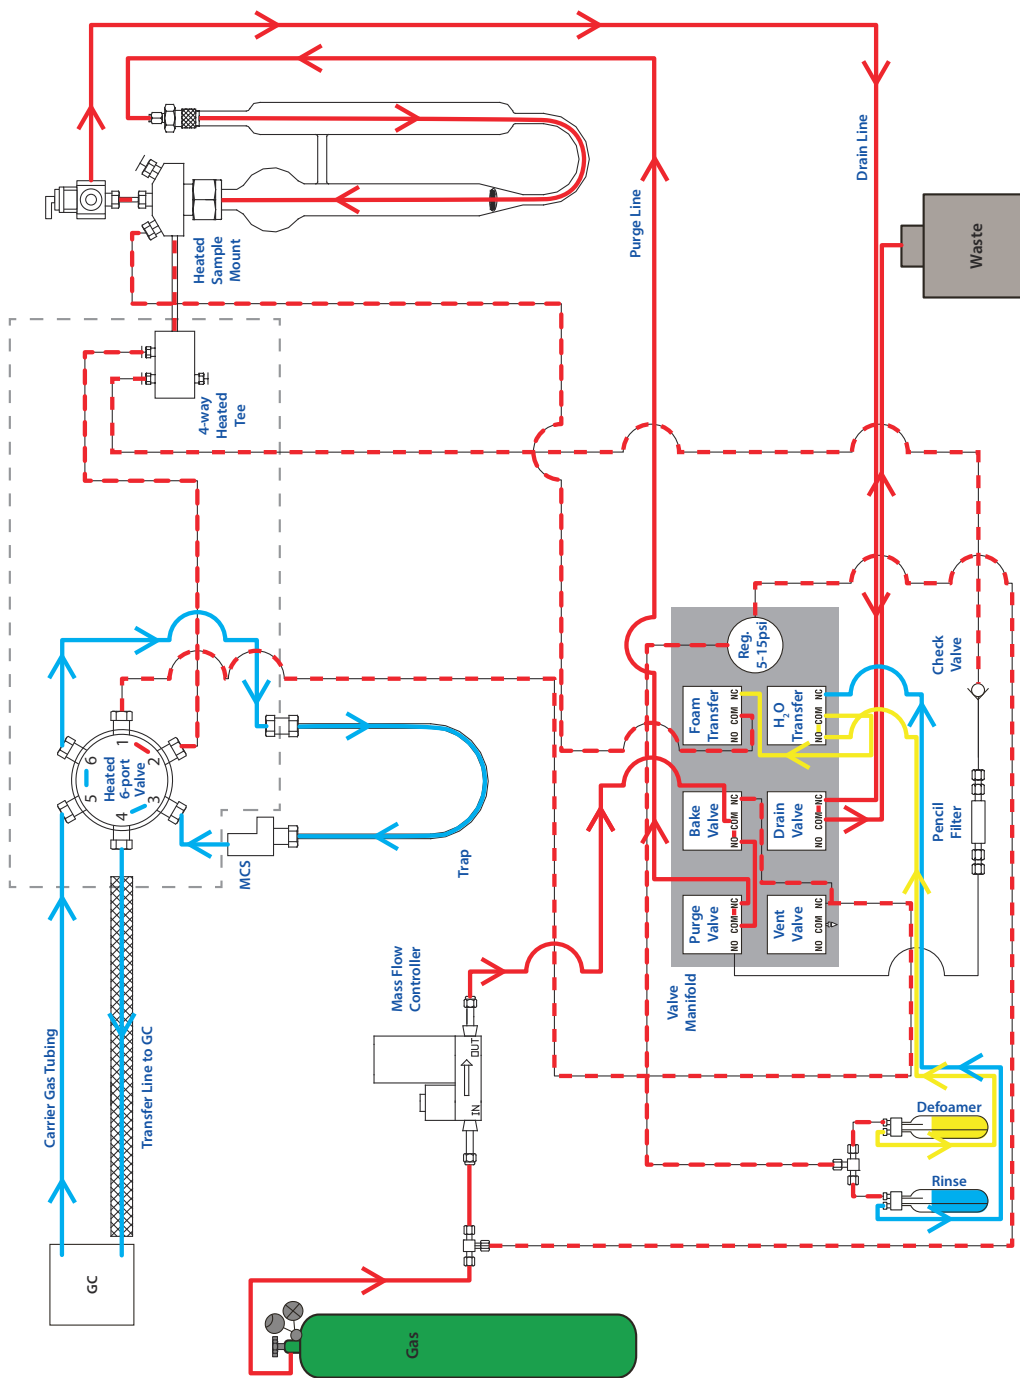 Drain Line
Purge Line
Waste
Heated
Sample
Mount
4-way
Heated
Tee
Check
Valve
Pencil
Filter
Reg.
5-15psi
Foam
Transfer
NO COM NC
H2O
Transfer
NO COM NC
Bake
Valve
NO COM NC
Drain
Valve
NO COM NC
Purge
Valve
NO COM NC
Vent
Valve
NO COM NC
Valve
Manifold
Heated
6-port
Valve
1
2
3
4
5
6
Trap
MCS
Mass Flow
Controller
IN
OUT
Carrier Gas Tubing
Transfer Line to GC
GC
Defoamer
Rinse
Gas